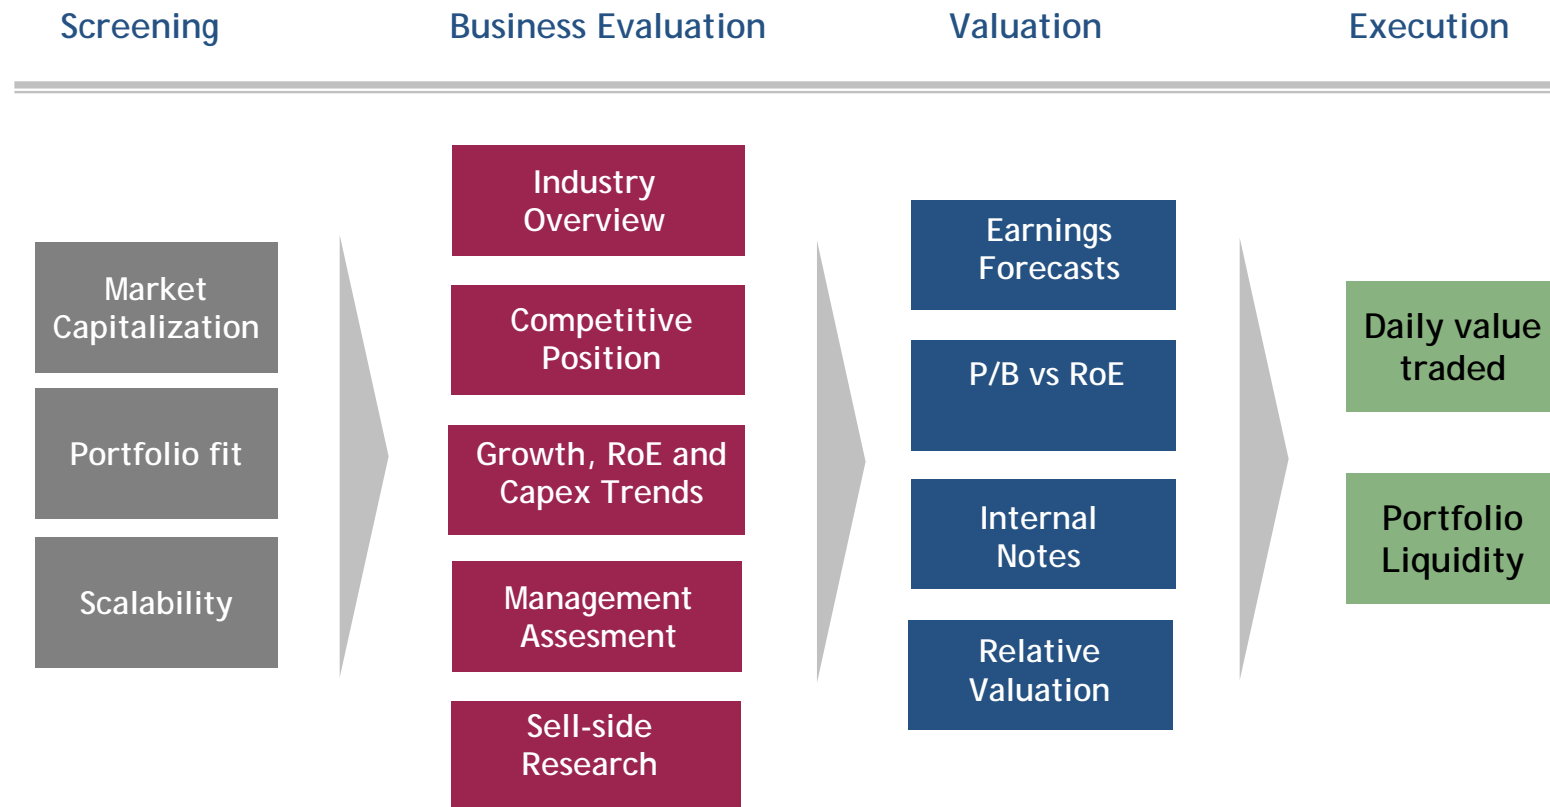 Screening
Business Evaluation
Valuation
Execution
Market
Capitalization
Portfolio fit
Scalability
Industry
Overview
Competitive
Position
Growth, RoE and
Capex Trends
Management
Assesment
Sell-side
Research
Earnings
Forecasts
P/B vs RoE
Internal
Notes
Relative
Valuation
Daily value
traded
Portfolio
Liquidity